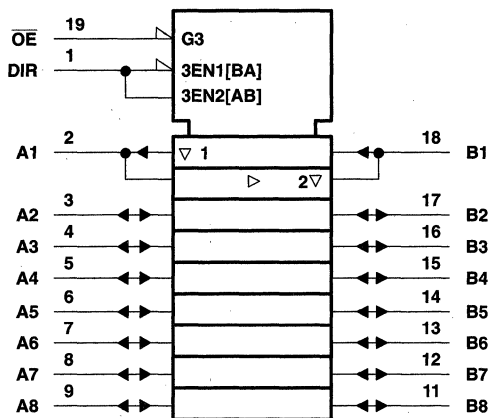 19
OE G3
1
DIR 3EN1[BA]
3EN2[AB]
2 18
A1 ▽ 1 B1
▷ 2▽
3 17
A2 B2
4 16
A3 B3
5 15
A4 B4
6 14
A5 B5
7 13
A6 B6
8 12
A7 B7
9 11
A8 B8